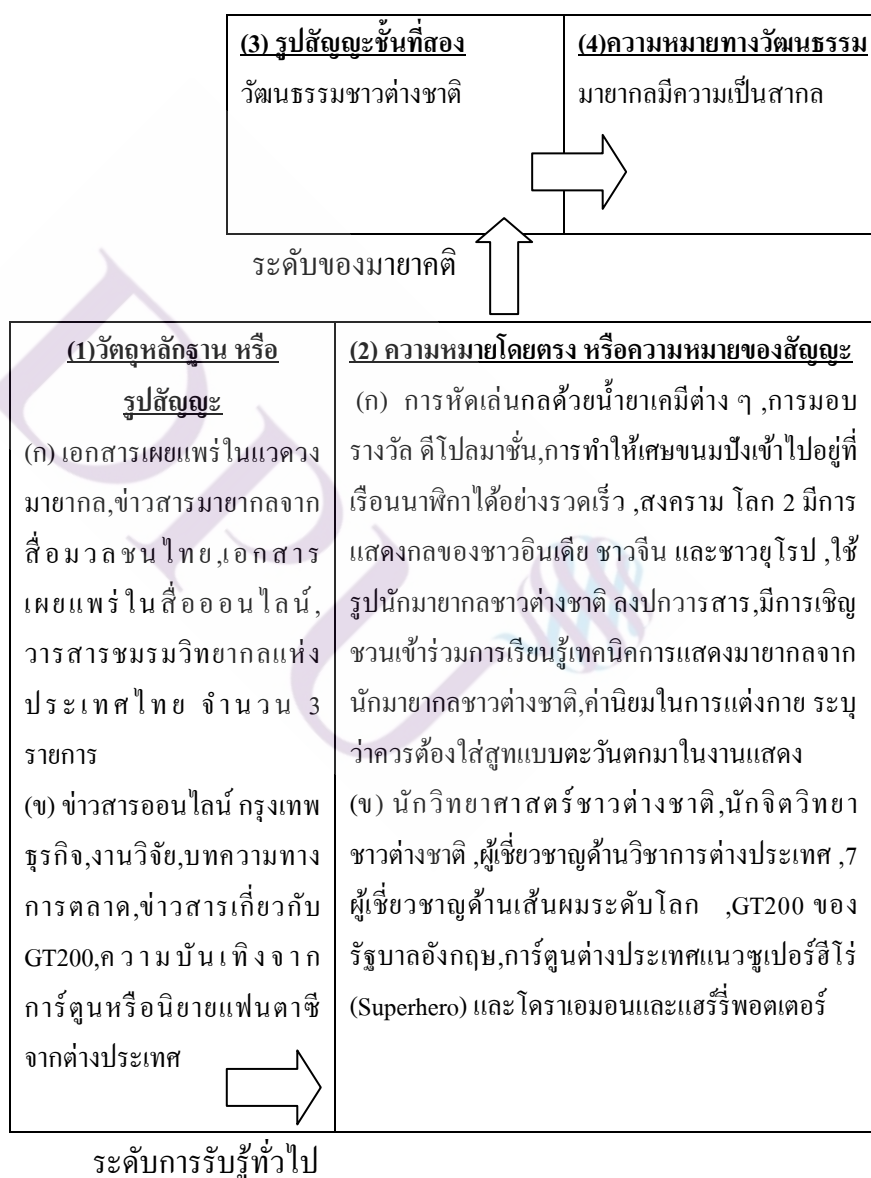 (3) รูปสัญญะชั้นที่สอง
วัฒนธรรมชาวต่างชาติ
(4)ความหมายทางวัฒนธรรม
มายากลมีความเป็นสากล
ระดับของมายาคติ
(1)วัตถุหลักฐาน หรือ
รูปสัญญะ
(ก) เอกสารเผยแพร่ในแวดวง
มายากล,ข่าวสารมายากลจาก
สื่อมวลชนไทย,เอกสาร
เผยแพร่ในสื่อออนไลน์,
วารสารชมรมวิทยากลแห่ง
ประเทศไทย จำนวน 3
รายการ
(ข) ข่าวสารออนไลน์ กรุงเทพ
ธุรกิจ,งานวิจัย,บทความทาง
การตลาด,ข่าวสารเกี่ยวกับ
GT200,ความบันเทิงจาก
การ์ตูนหรือนิยายแฟนตาซี
จากต่างประเทศ
(2) ความหมายโดยตรง หรือความหมายของสัญญะ
(ก) การหัดเล่นกลด้วยน้ำยาเคมีต่าง ๆ ,การมอบ
รางวัล ดีโปลมาชั่น,การทำให้เศษขนมปังเข้าไปอยู่ที่
เรือนนาฬิกาได้อย่างรวดเร็ว ,สงคราม โลก 2 มีการ
แสดงกลของชาวอินเดีย ชาวจีน และชาวยุโรป ,ใช้
รูปนักมายากลชาวต่างชาติ ลงปกวารสาร,มีการเชิญ
ชวนเข้าร่วมการเรียนรู้เทคนิคการแสดงมายากลจาก
นักมายากลชาวต่างชาติ,ค่านิยมในการแต่งกาย ระบุ
ว่าควรต้องใส่สูทแบบตะวันตกมาในงานแสดง
(ข) นักวิทยาศาสตร์ชาวต่างชาติ,นักจิตวิทยา
ชาวต่างชาติ ,ผู้เชี่ยวชาญด้านวิชาการต่างประเทศ ,7
ผู้เชี่ยวชาญด้านเส้นผมระดับโลก ,GT200 ของ
รัฐบาลอังกฤษ,การ์ตูนต่างประเทศแนวซูเปอร์ฮีโร่
(Superhero) และโดราเอมอนและแฮร์รี่พอตเตอร์
ระดับการรับรู้ทั่วไป
DPU